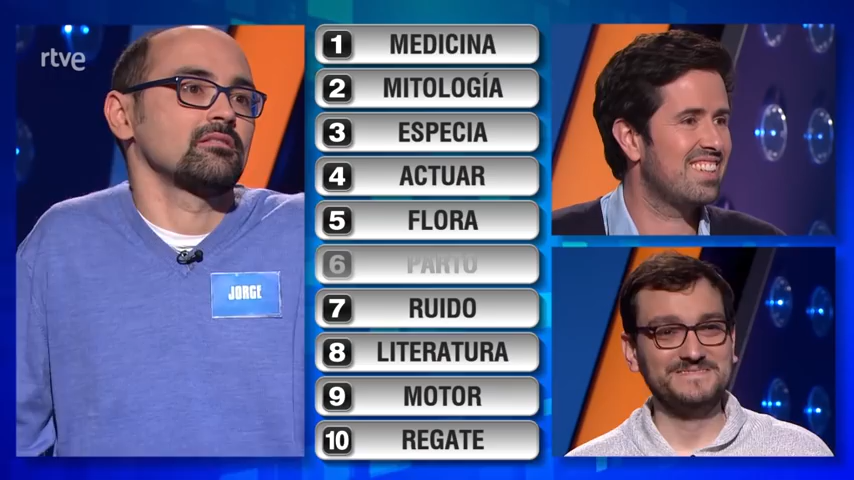 rtve
JORGE
1 MEDICINA
2 MITOLOGÍA
3 ESPECIA
4 ACTUAR
5 FLORA
6 PARTO
7 RUIDO
8 LITERATURA
9 MOTOR
10 REGATE